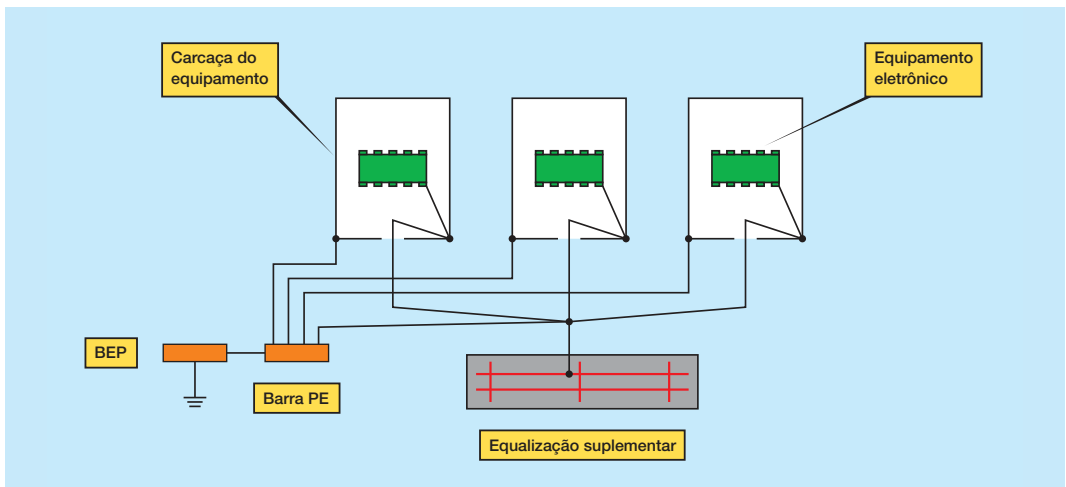 Carcaça do
equipamento
Equipamento
eletrônico
BEP
Barra PE
Equalização suplementar